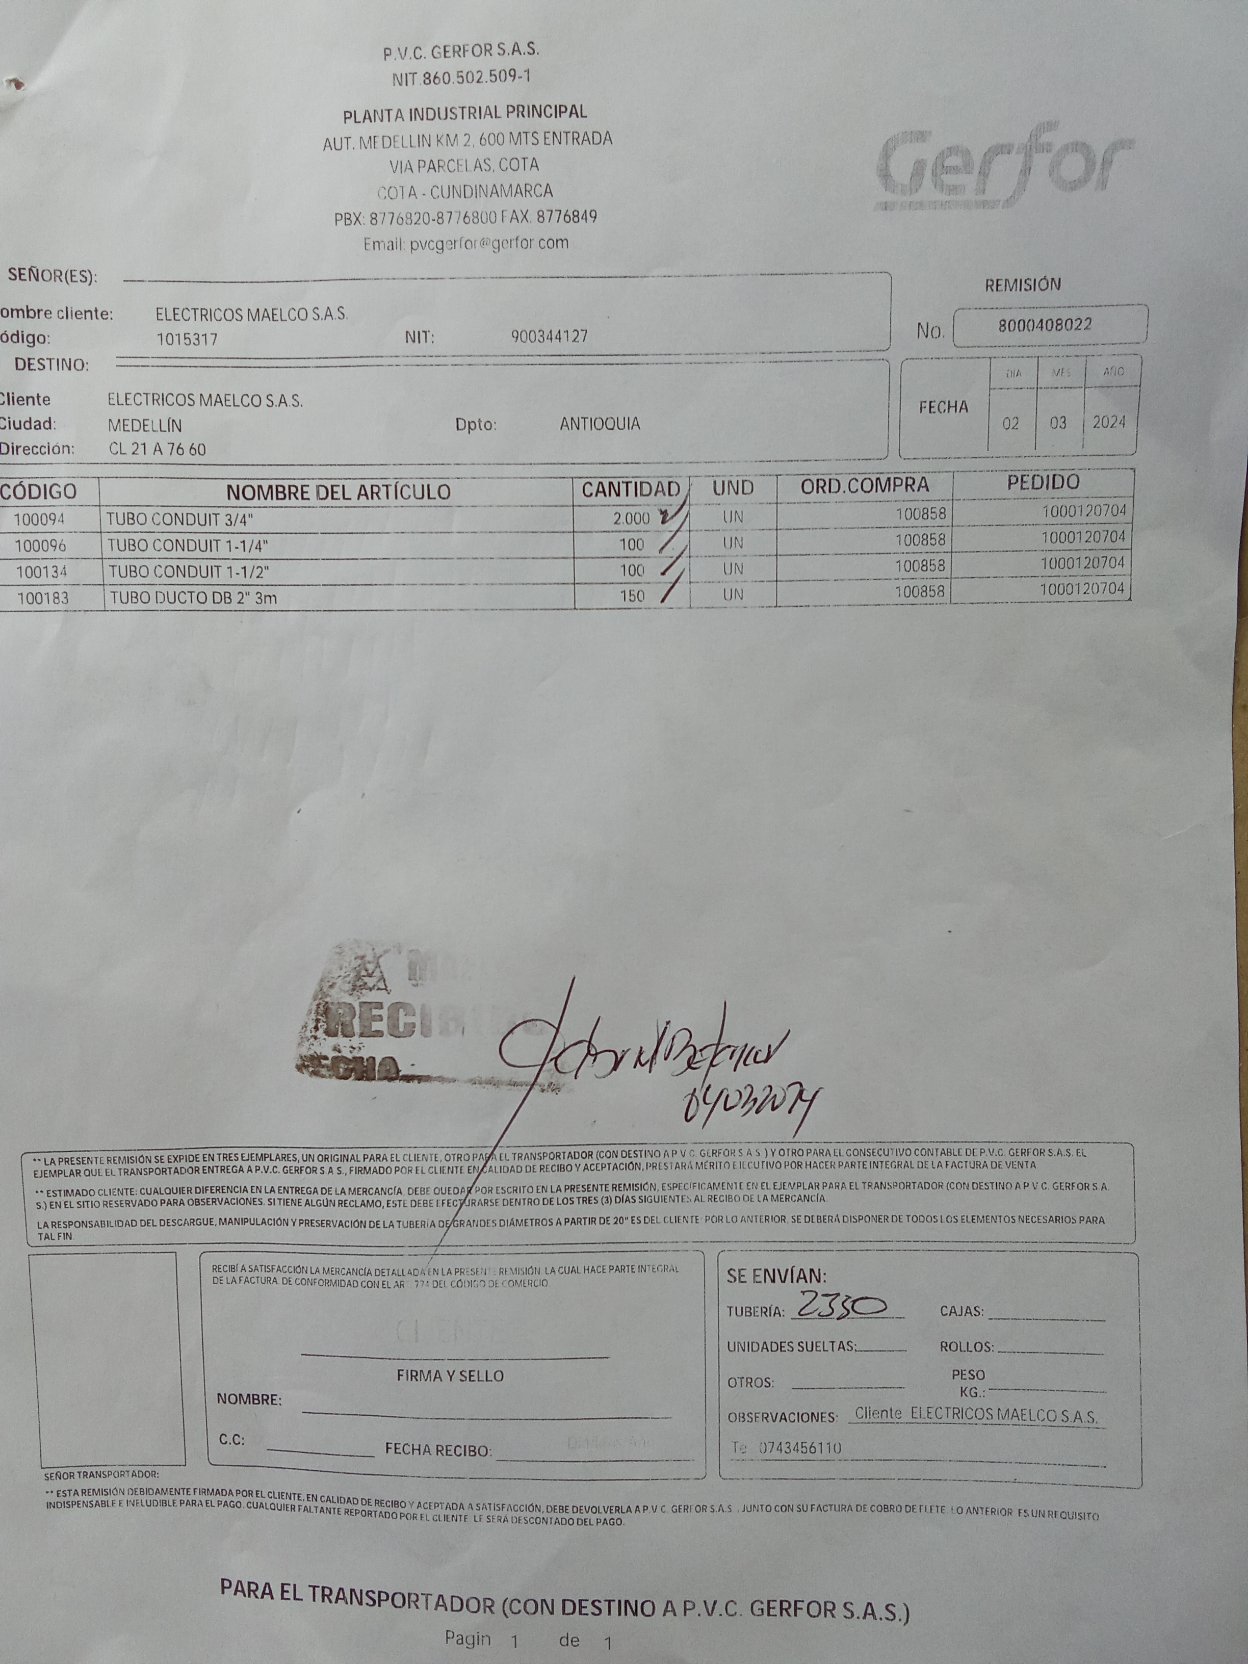 P.V.C. GERFOR S.A.S.
NIT.860.502.509-1
PLANTA INDUSTRIAL PRINCIPAL
AUT. MEDELLIN KM 2, 600 MTS ENTRADA
VIA PARCELAS, COTA
COTA - CUNDINAMARCA
PBX: 8776820-8776800 FAX. 8776849
Email: pvcgerfor@gerfor.com
Gerfor
SEÑOR(ES):
ombre cliente: ELECTRICOS MAELCO S.A.S.
ódigo: 1015317 NIT: 900344127
REMISIÓN
No. 8000408022
DESTINO:
Cliente ELECTRICOS MAELCO S.A.S.
Ciudad: MEDELLÍN Dpto: ANTIOQUIA
Dirección: CL 21 A 76 60
FECHA DIA MES AÑO
02 03 2024
CÓDIGO NOMBRE DEL ARTÍCULO CANTIDAD UND ORD.COMPRA PEDIDO
100094 TUBO CONDUIT 3/4" 2.000 UN 100858 1000120704
100096 TUBO CONDUIT 1-1/4" 100 UN 100858 1000120704
100134 TUBO CONDUIT 1-1/2" 100 UN 100858 1000120704
100183 TUBO DUCTO DB 2" 3m 150 UN 100858 1000120704
** LA PRESENTE REMISIÓN SE EXPIDE EN TRES EJEMPLARES, UN ORIGINAL PARA EL CLIENTE, OTRO PARA EL TRANSPORTADOR (CON DESTINO A P V C. GERFOR S A S ) Y OTRO PARA EL CONSECUTIVO CONTABLE DE P.V.C. GERFOR S.A.S. EL
EJEMPLAR QUE EL TRANSPORTADOR ENTREGA A P.V.C. GERFOR S A S., FIRMADO POR EL CLIENTE EN CALIDAD DE RECIBO Y ACEPTACIÓN, PRESTARÁ MÉRITO EJECUTIVO POR HACER PARTE INTEGRAL DE LA FACTURA DE VENTA
** ESTIMADO CLIENTE: CUALQUIER DIFERENCIA EN LA ENTREGA DE LA MERCANCÍA, DEBE QUEDAR POR ESCRITO EN LA PRESENTE REMISIÓN, ESPECÍFICAMENTE EN EL EJEMPLAR PARA EL TRANSPORTADOR (CON DESTINO A P V C. GERFOR S A
S.) EN EL SITIO RESERVADO PARA OBSERVACIONES. SI TIENE ALGÚN RECLAMO, ESTE DEBE EFECTURARSE DENTRO DE LOS TRES (3) DÍAS SIGUIENTES AL RECIBO DE LA MERCANCÍA.
LA RESPONSABILIDAD DEL DESCARGUE, MANIPULACIÓN Y PRESERVACIÓN DE LA TUBERÍA DE GRANDES DIÁMETROS A PARTIR DE 20" ES DEL CLIENTE. POR LO ANTERIOR, SE DEBERÁ DISPONER DE TODOS LOS ELEMENTOS NECESARIOS PARA
TAL FIN
RECIBÍ A SATISFACCIÓN LA MERCANCÍA DETALLADA EN LA PRESENTE REMISIÓN. LA CUAL HACE PARTE INTEGRAL
DE LA FACTURA. DE CONFORMIDAD CON EL AR 774 DEL CÓDIGO DE COMERCIO.
FIRMA Y SELLO
NOMBRE:
C.C: FECHA RECIBO:
SEÑOR TRANSPORTADOR:
SE ENVÍAN:
TUBERÍA: 2330 CAJAS:
UNIDADES SUELTAS: ROLLOS:
OTROS: PESO KG.:
OBSERVACIONES: Cliente ELECTRICOS MAELCO S.A.S.
Te 0743456110
** ESTA REMISIÓN DEBIDAMENTE FIRMADA POR EL CLIENTE, EN CALIDAD DE RECIBO Y ACEPTADA A SATISFACCIÓN, DEBE DEVOLVERLA A P.V C. GERFOR S.A.S., JUNTO CON SU FACTURA DE COBRO DE FLETE. LO ANTERIOR ES UN REQUISITO
INDISPENSABLE E INELUDIBLE PARA EL PAGO. CUALQUIER FALTANTE REPORTADO POR EL CLIENTE LE SERÁ DESCONTADO DEL PAGO.
PARA EL TRANSPORTADOR (CON DESTINO A P.V.C. GERFOR S.A.S.)
Pagin 1 de 1